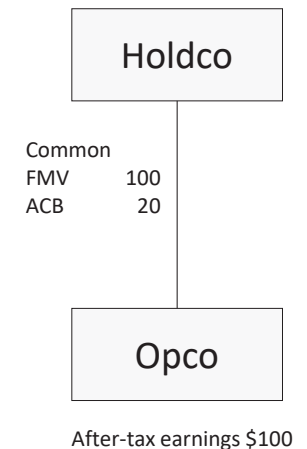 Holdco
Common
FMV 100
ACB 20
Opco
After-tax earnings $100